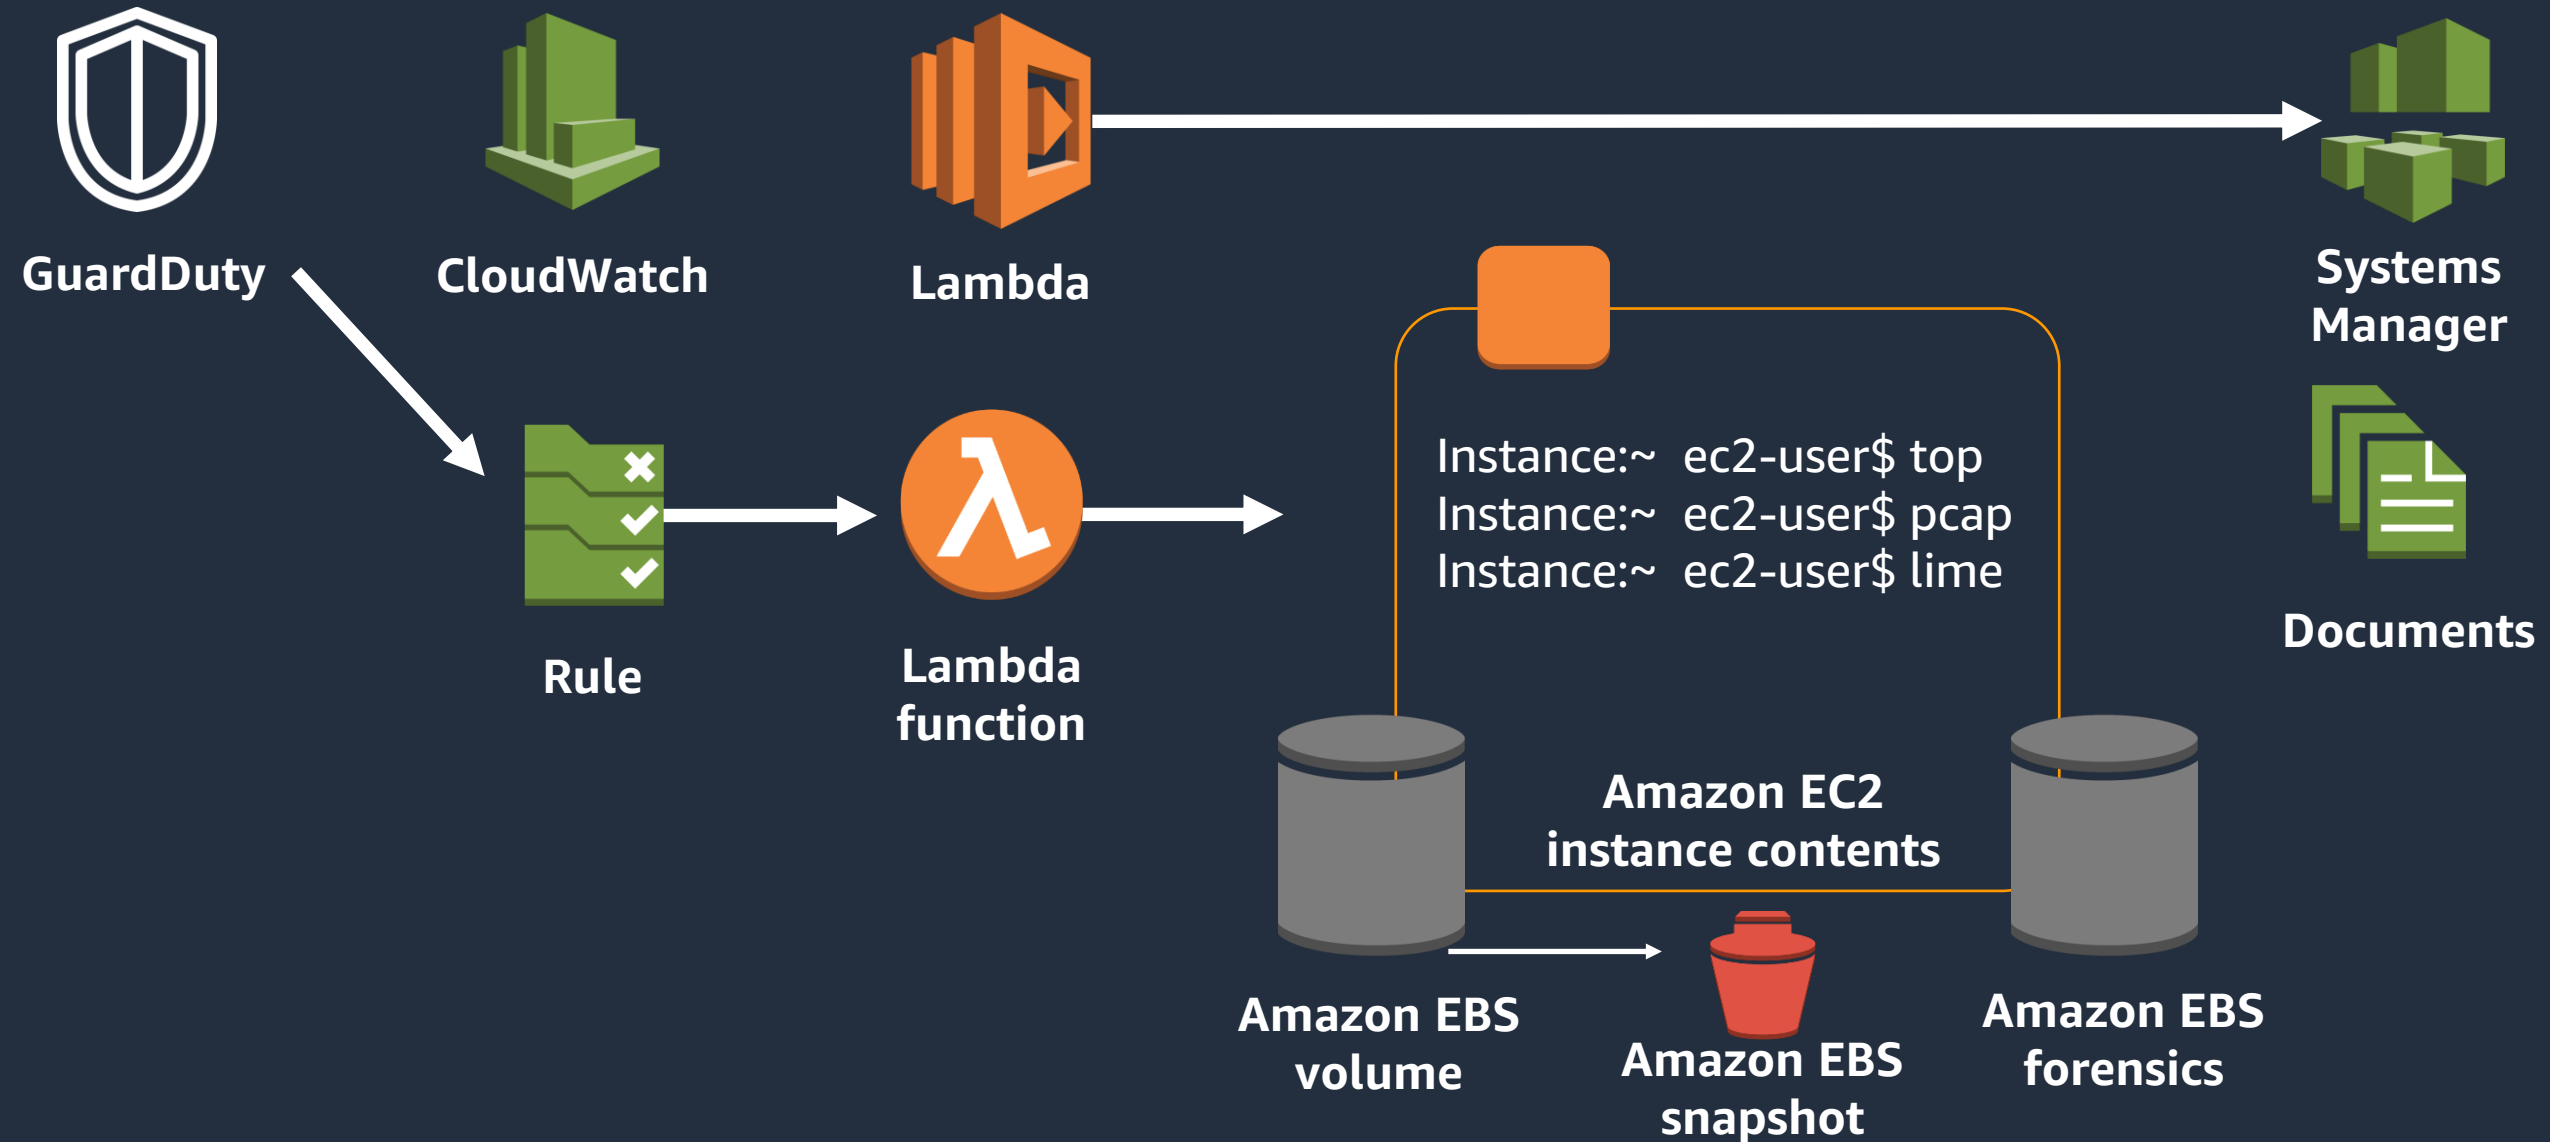 GuardDuty
CloudWatch
Lambda
Systems
Manager
Instance:~ ec2-user$ top
Instance:~ ec2-user$ pcap
Instance:~ ec2-user$ lime
Documents
Rule
Lambda
function
Amazon EC2
instance contents
Amazon EBS
volume
Amazon EBS
snapshot
Amazon EBS
forensics